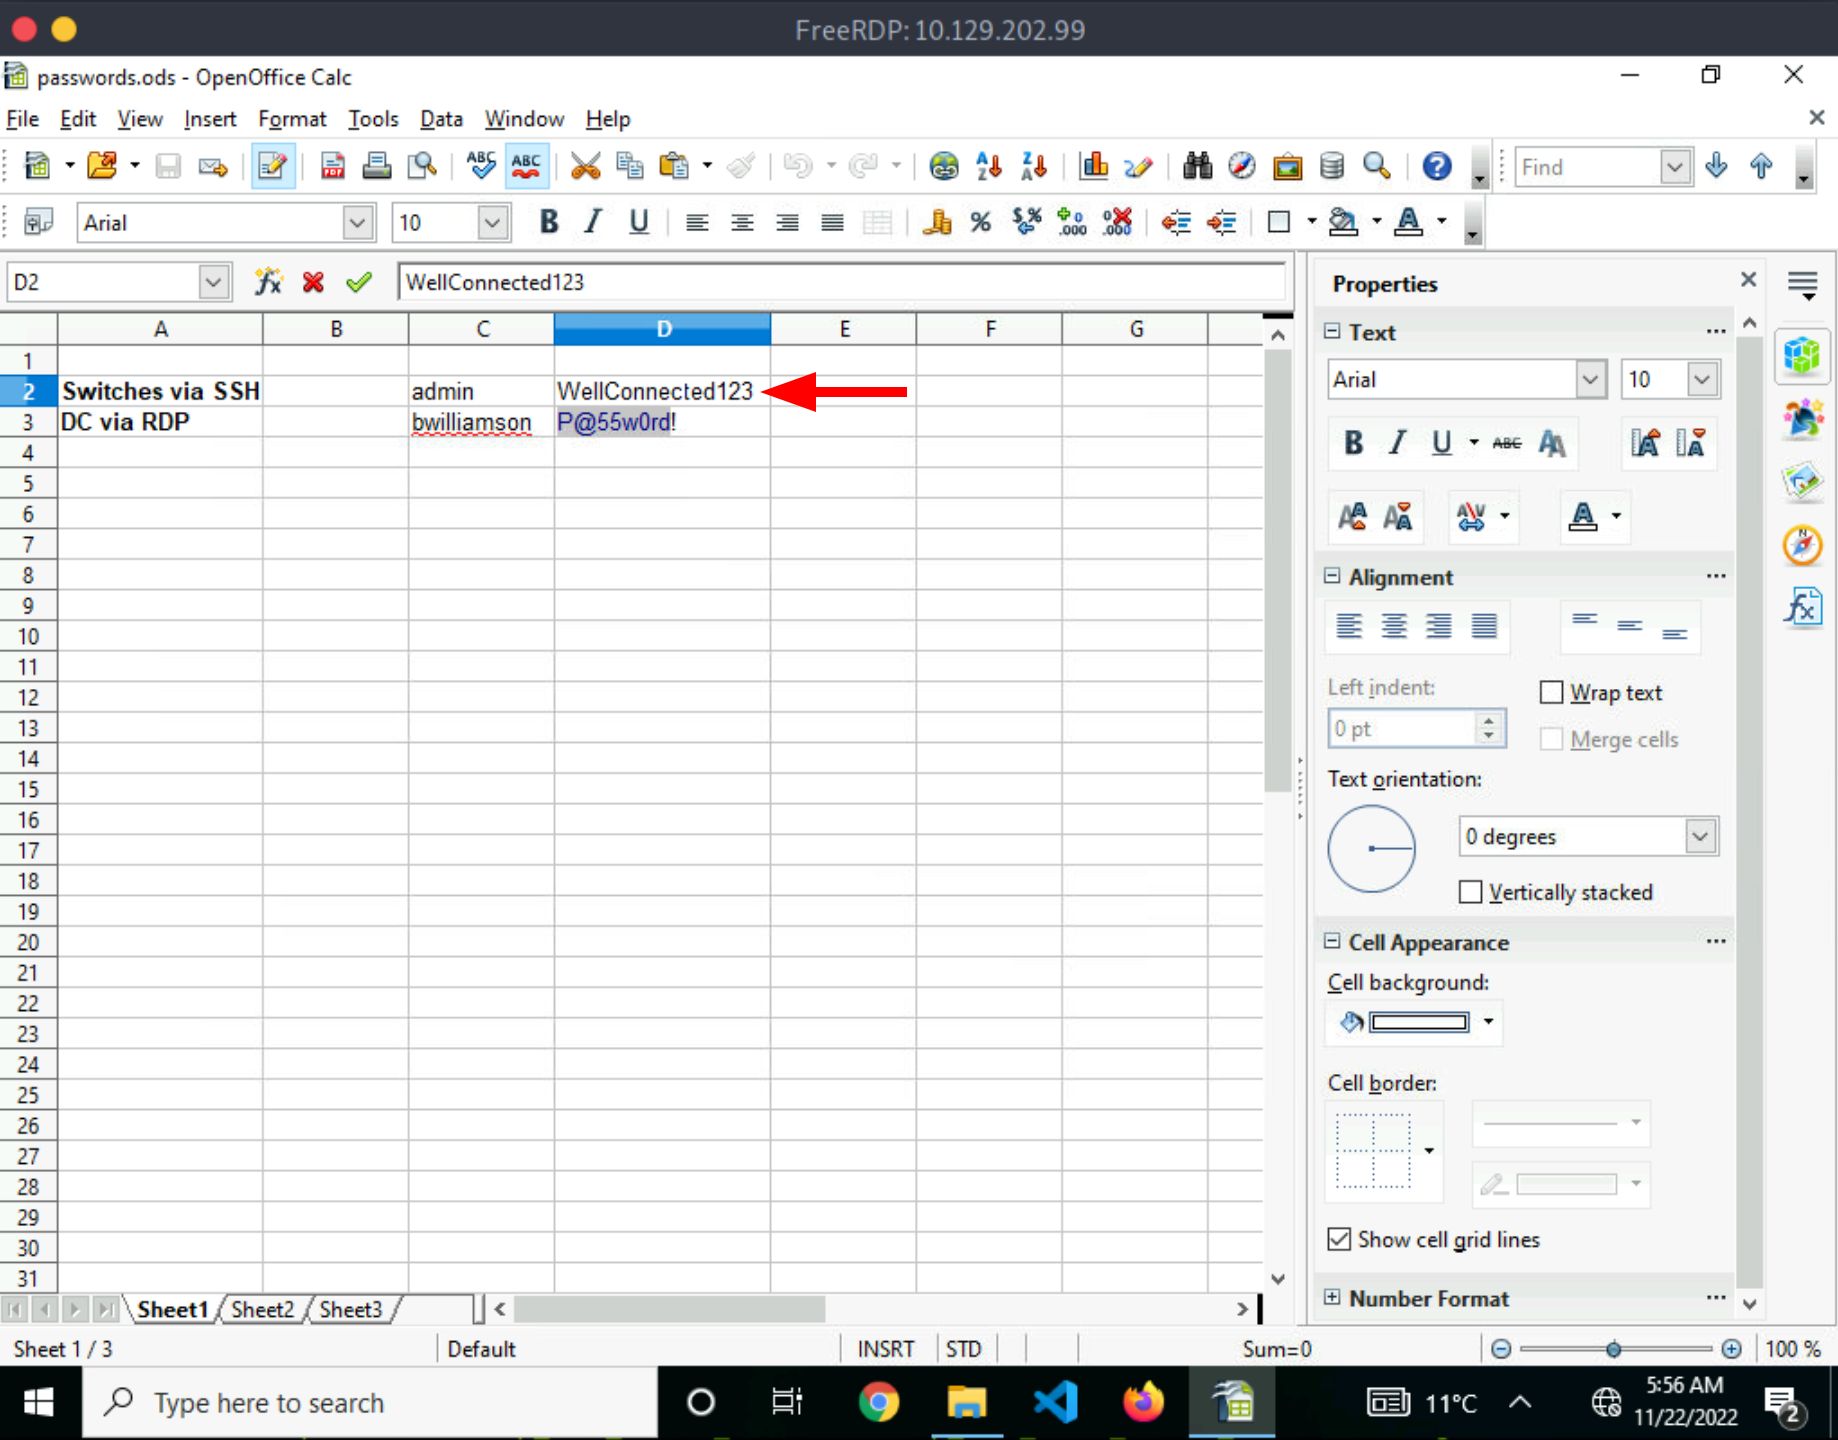 FreeRDP: 10.129.202.99
passwords.ods - OpenOffice Calc
File Edit View Insert Format Tools Data Window Help
Find
Arial 10
D2 WellConnected123
A B C D E F G
1
2 Switches via SSH admin WellConnected123
3 DC via RDP bwilliamson P@55w0rd!
4
5
6
7
8
9
10
11
12
13
14
15
16
17
18
19
20
21
22
23
24
25
26
27
28
29
30
31
Properties
Text
Arial 10
Alignment
Left indent:
Wrap text
0 pt
Merge cells
Text orientation:
0 degrees
Vertically stacked
Cell Appearance
Cell background:
Cell border:
Show cell grid lines
Number Format
Sheet1 Sheet2 Sheet3
Sheet 1 / 3 Default INSRT STD Sum=0 100 %
Type here to search
11°C
5:56 AM
11/22/2022
2